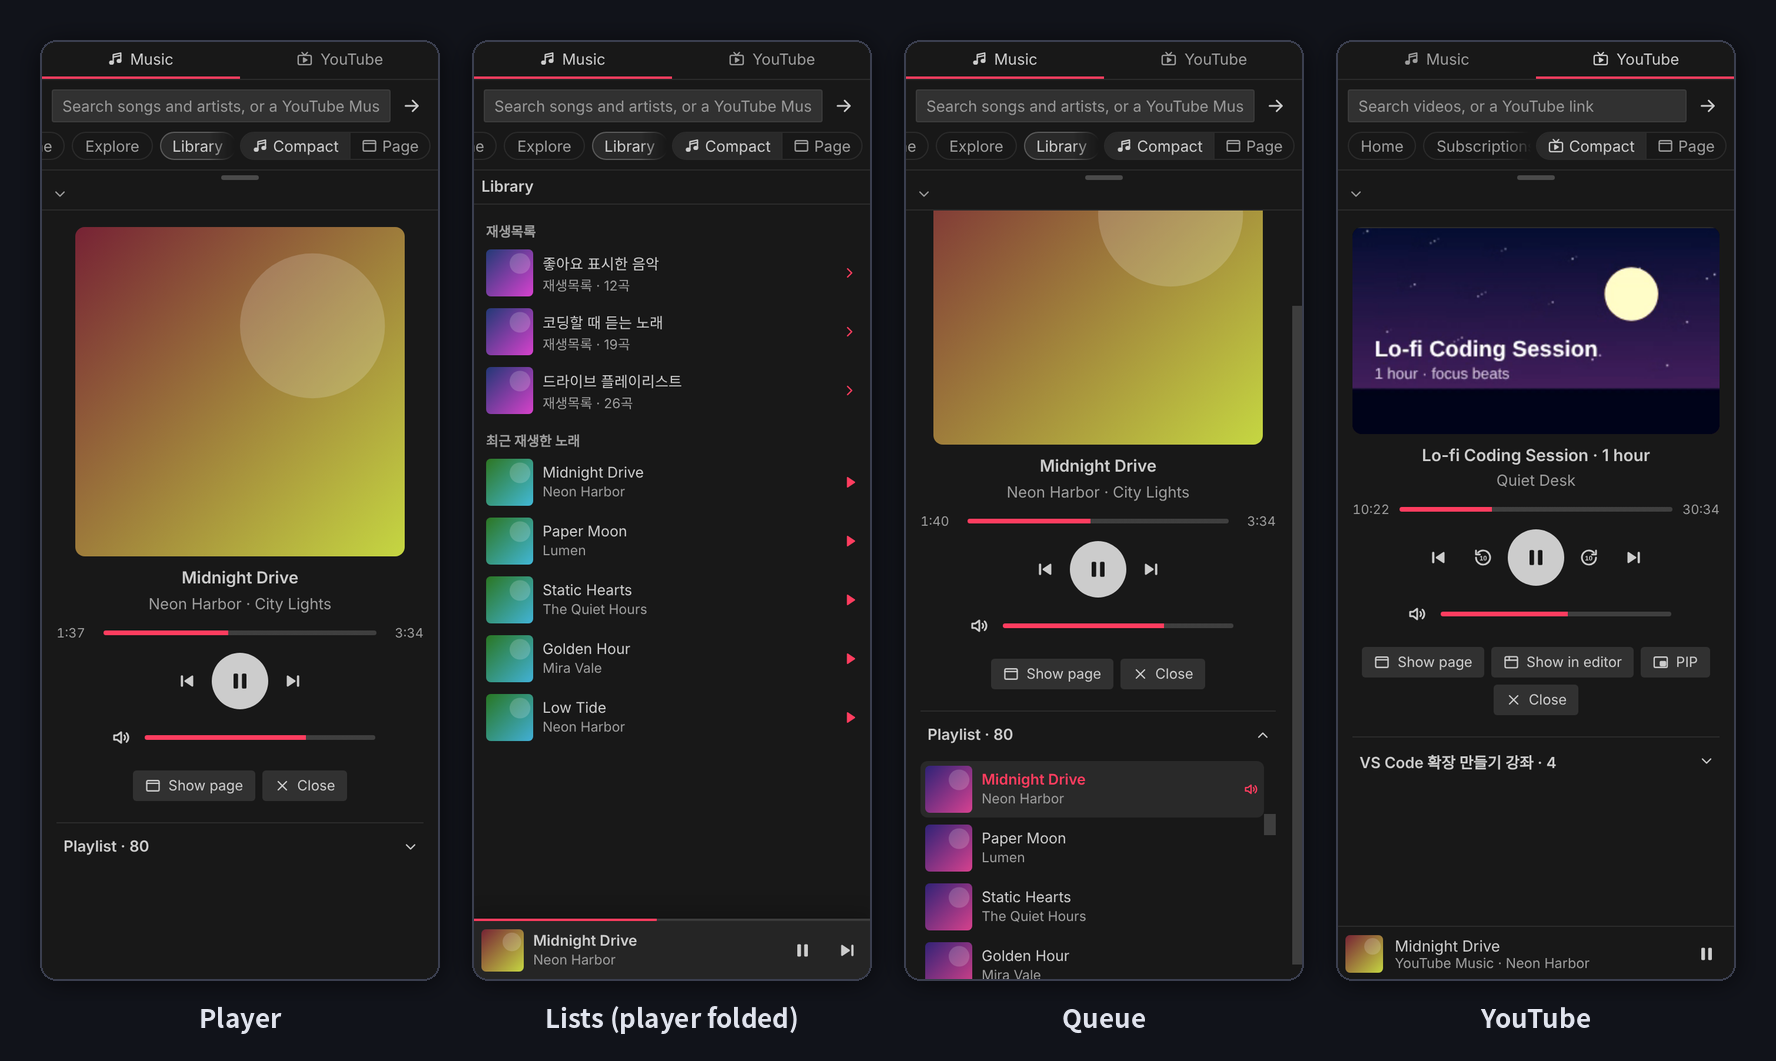 Music
YouTube
Search songs and artists, or a YouTube Mus
e
Explore
Library
Compact
Page
Midnight Drive
Neon Harbor · City Lights
1:37
3:34
Show page
Close
Playlist · 80
Player
Music
YouTube
Search songs and artists, or a YouTube Mus
e
Explore
Library
Compact
Page
Library
재생목록
좋아요 표시한 음악
재생목록 · 12곡
코딩할 때 듣는 노래
재생목록 · 19곡
드라이브 플레이리스트
재생목록 · 26곡
최근 재생한 노래
Midnight Drive
Neon Harbor
Paper Moon
Lumen
Static Hearts
The Quiet Hours
Golden Hour
Mira Vale
Low Tide
Neon Harbor
Midnight Drive
Neon Harbor
Lists (player folded)
Music
YouTube
Search songs and artists, or a YouTube Mus
e
Explore
Library
Compact
Page
Midnight Drive
Neon Harbor · City Lights
1:40
3:34
Show page
Close
Playlist · 80
Midnight Drive
Neon Harbor
Paper Moon
Lumen
Static Hearts
The Quiet Hours
Golden Hour
Mira Vale
Queue
Music
YouTube
Search videos, or a YouTube link
Home
Subscription
Compact
Page
Lo-fi Coding Session
1 hour · focus beats
Lo-fi Coding Session · 1 hour
Quiet Desk
10:22
30:34
10
10
Show page
Show in editor
PIP
Close
VS Code 확장 만들기 강좌 · 4
Midnight Drive
YouTube Music · Neon Harbor
YouTube